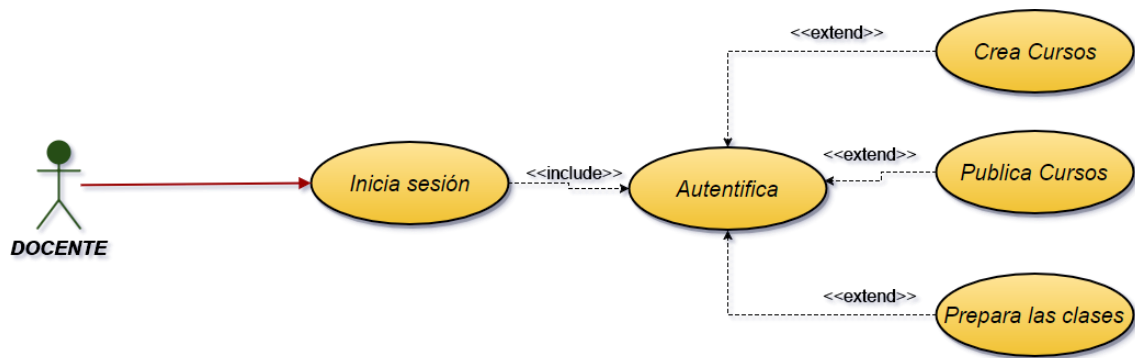 <<extend>>
Crea Cursos
<<extend>>
Inicia sesión
<<include>>
Autentifica
Publica Cursos
DOCENTE
<<extend>>
Prepara las clases